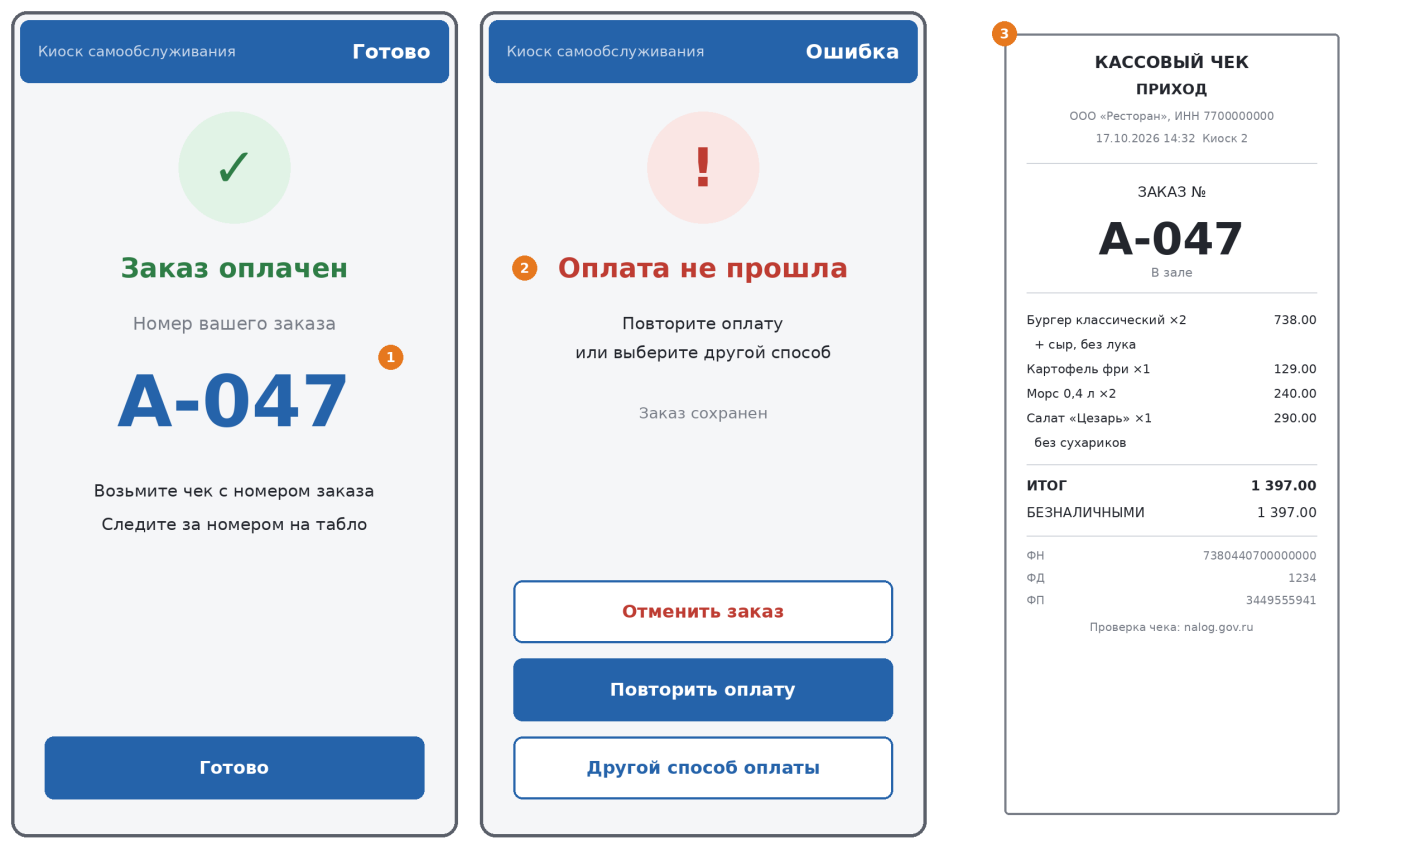 Киоск самообслуживания Готово
✓
Заказ оплачен
Номер вашего заказа
1
А-047
Возьмите чек с номером заказа
Следите за номером на табло
Готово
Киоск самообслуживания Ошибка
!
2 Оплата не прошла
Повторите оплату
или выберите другой способ
Заказ сохранен
Отменить заказ
Повторить оплату
Другой способ оплаты
3
КАССОВЫЙ ЧЕК
ПРИХОД
ООО «Ресторан», ИНН 7700000000
17.10.2026 14:32 Киоск 2
ЗАКАЗ №
А-047
В зале
Бургер классический ×2 738.00
+ сыр, без лука
Картофель фри ×1 129.00
Морс 0,4 л ×2 240.00
Салат «Цезарь» ×1 290.00
без сухариков
ИТОГ 1 397.00
БЕЗНАЛИЧНЫМИ 1 397.00
ФН 7380440700000000
ФД 1234
ФП 3449555941
Проверка чека: nalog.gov.ru